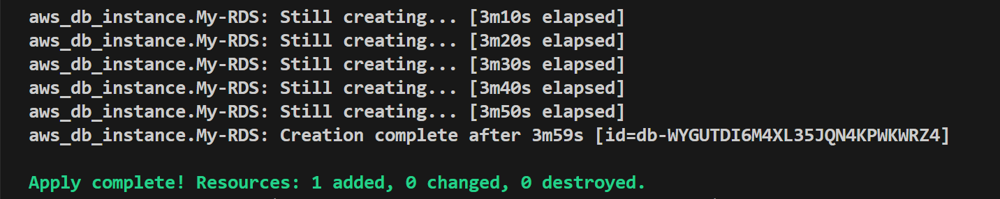 aws_db_instance.My-RDS: Still creating... [3m10s elapsed]
aws_db_instance.My-RDS: Still creating... [3m20s elapsed]
aws_db_instance.My-RDS: Still creating... [3m30s elapsed]
aws_db_instance.My-RDS: Still creating... [3m40s elapsed]
aws_db_instance.My-RDS: Still creating... [3m50s elapsed]
aws_db_instance.My-RDS: Creation complete after 3m59s [id=db-WYGUTDI6M4XL35JQN4KPWKWRZ4]
Apply complete! Resources: 1 added, 0 changed, 0 destroyed.